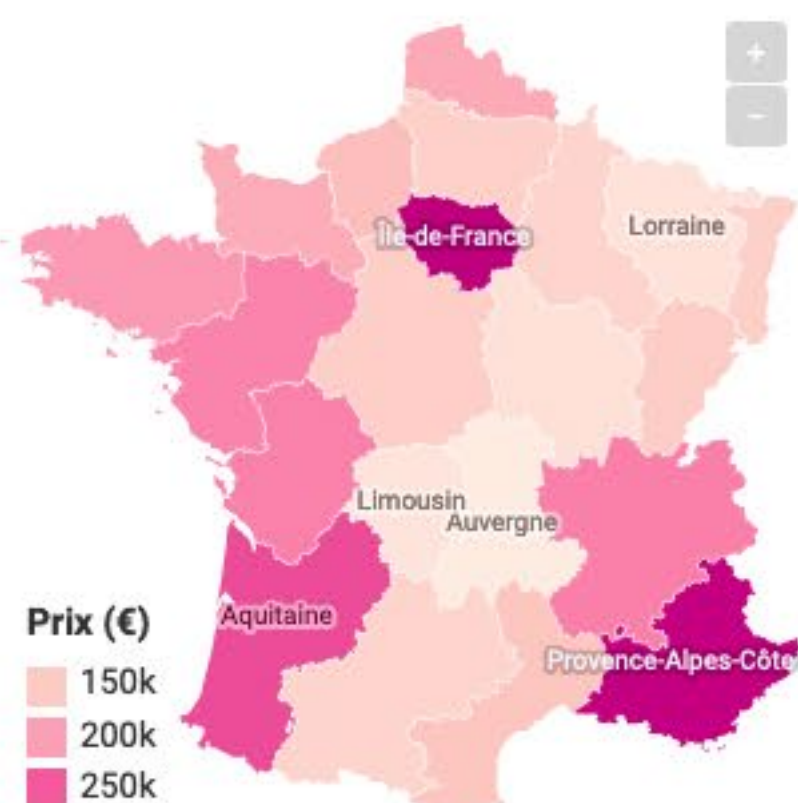 +
−
Île-de-France
Lorraine
Limousin
Auvergne
Aquitaine
Provence-Alpes-Côte
Prix (€)
150k
200k
250k